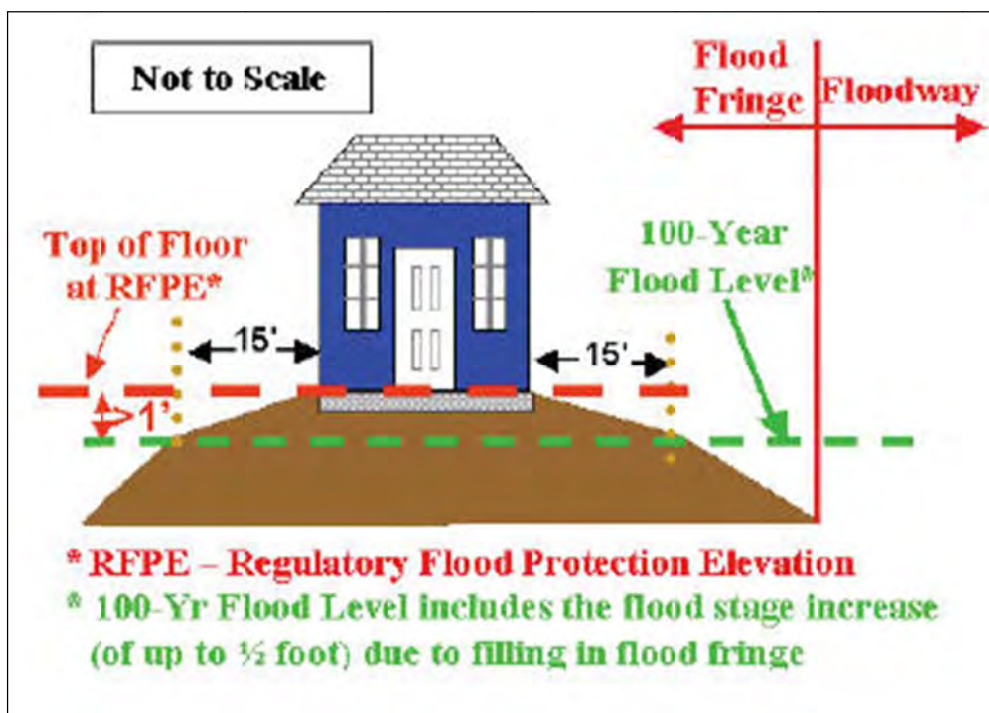 Not to Scale
Flood
Fringe
Floodway
Top of Floor
at RFPE*
100-Year
Flood Level*
15'
15'
>1'
* RFPE – Regulatory Flood Protection Elevation
* 100-Yr Flood Level includes the flood stage increase
(of up to ½ foot) due to filling in flood fringe